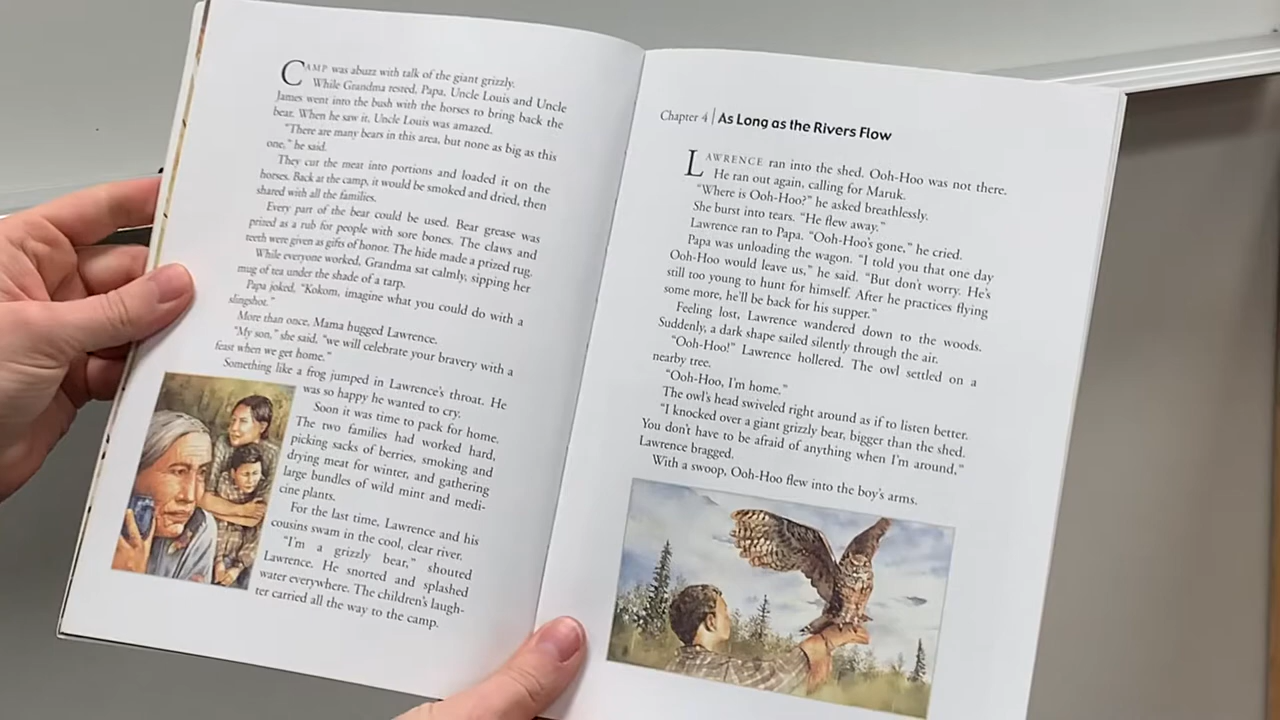 CAMP was abuzz with talk of the giant grizzly.
While Grandma rested, Papa, Uncle Louis and Uncle
James went into the bush with the horses to bring back the
bear. When he saw it, Uncle Louis was amazed.
"There are many bears in this area, but none as big as this
one," he said.
They cut the meat into portions and loaded it on the
horses. Back at the camp, it would be smoked and dried, then
shared with all the families.
Every part of the bear could be used. Bear grease was
prized as a rub for people with sore bones. The claws and
teeth were given as gifts of honor. The hide made a prized rug.
While everyone worked, Grandma sat calmly, sipping her
mug of tea under the shade of a tarp.
Papa joked, "Kokom, imagine what you could do with a
slingshot."
More than once, Mama hugged Lawrence.
"My son," she said, "we will celebrate your bravery with a
feast when we get home."
Something like a frog jumped in Lawrence's throat. He
was so happy he wanted to cry.
Soon it was time to pack for home.
The two families had worked hard,
picking sacks of berries, smoking and
drying meat for winter, and gathering
large bundles of wild mint and medi-
cine plants.
For the last time, Lawrence and his
cousins swam in the cool, clear river.
"I'm a grizzly bear," shouted
Lawrence. He snorted and splashed
water everywhere. The children's laugh-
ter carried all the way to the camp.
Chapter 4 | As Long as the Rivers Flow
LAWRENCE ran into the shed. Ooh-Hoo was not there.
He ran out again, calling for Maruk.
"Where is Ooh-Hoo?" he asked breathlessly.
She burst into tears. "He flew away."
Lawrence ran to Papa. "Ooh-Hoo's gone," he cried.
Papa was unloading the wagon. "I told you that one day
Ooh-Hoo would leave us," he said. "But don't worry. He's
still too young to hunt for himself. After he practices flying
some more, he'll be back for his supper."
Feeling lost, Lawrence wandered down to the woods.
Suddenly, a dark shape sailed silently through the air.
"Ooh-Hoo!" Lawrence hollered. The owl settled on a
nearby tree.
"Ooh-Hoo, I'm home."
The owl's head swiveled right around as if to listen better.
"I knocked over a giant grizzly bear, bigger than the shed.
You don't have to be afraid of anything when I'm around,"
Lawrence bragged.
With a swoop, Ooh-Hoo flew into the boy's arms.